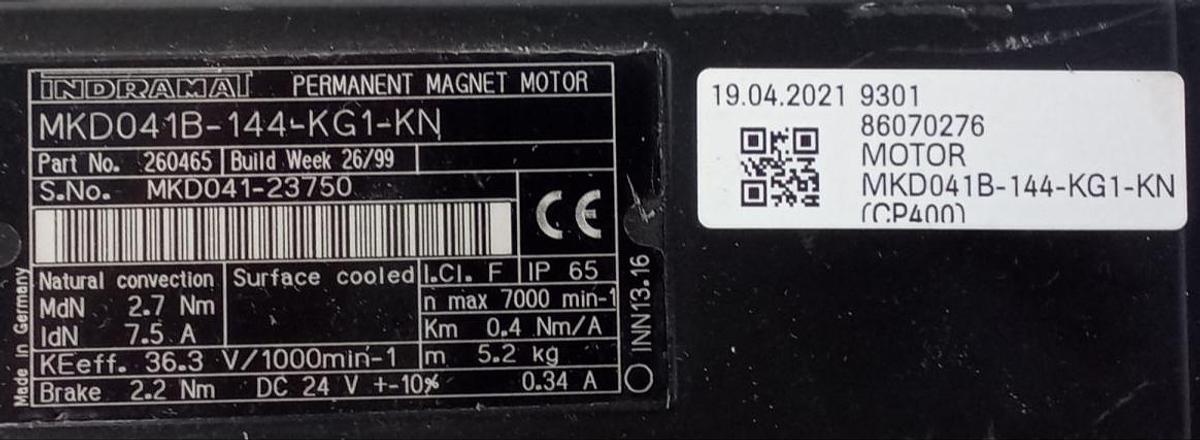 INDRAMAT PERMANENT MAGNET MOTOR
MKD041B-144-KG1-KN
Part No. 260465 Build Week 26/99
S.No. MKD041-23750
CE
Natural convection Surface cooled I.Cl. F IP 65
MdN 2.7 Nm n max 7000 min-1
IdN 7.5 A Km 0.4 Nm/A
KEeff. 36.3 V/1000min-1 m 5.2 kg
Brake 2.2 Nm DC 24 V +-10% 0.34 A
Made in Germany
INN13.16
19.04.2021 9301
86070276
MOTOR
MKD041B-144-KG1-KN
(CP400)